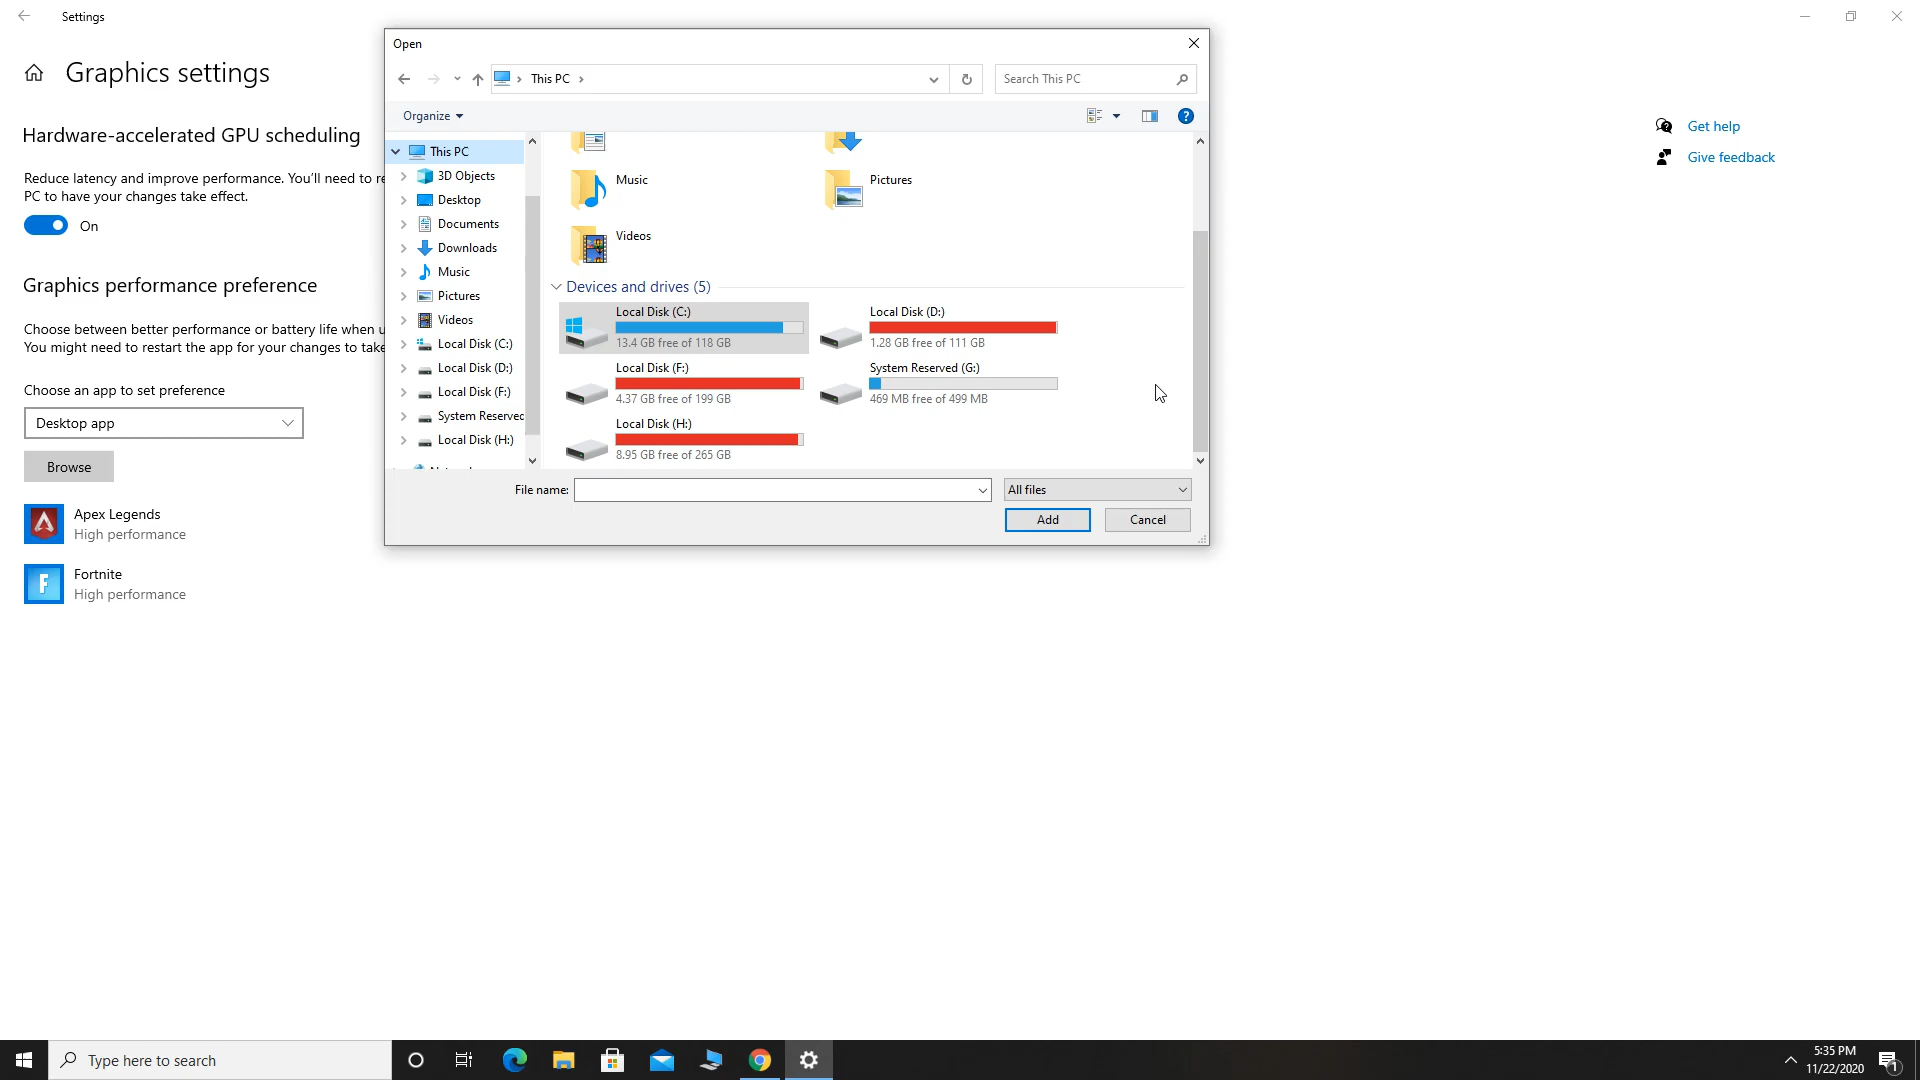 Settings
Graphics settings
Hardware-accelerated GPU scheduling
Reduce latency and improve performance. You'll need to re
PC to have your changes take effect.
On
Graphics performance preference
Choose between better performance or battery life when u
You might need to restart the app for your changes to take
Choose an app to set preference
Desktop app
Browse
Apex Legends
High performance
Fortnite
High performance
Open
This PC
Search This PC
Organize
This PC
3D Objects
Desktop
Documents
Downloads
Music
Pictures
Videos
Local Disk (C:)
Local Disk (D:)
Local Disk (F:)
System Reserved
Local Disk (H:)
Music
Pictures
Videos
Devices and drives (5)
Local Disk (C:)
13.4 GB free of 118 GB
Local Disk (D:)
1.28 GB free of 111 GB
Local Disk (F:)
4.37 GB free of 199 GB
System Reserved (G:)
469 MB free of 499 MB
Local Disk (H:)
8.95 GB free of 265 GB
File name:
All files
Add
Cancel
Get help
Give feedback
Type here to search
5:35 PM
11/22/2020
1